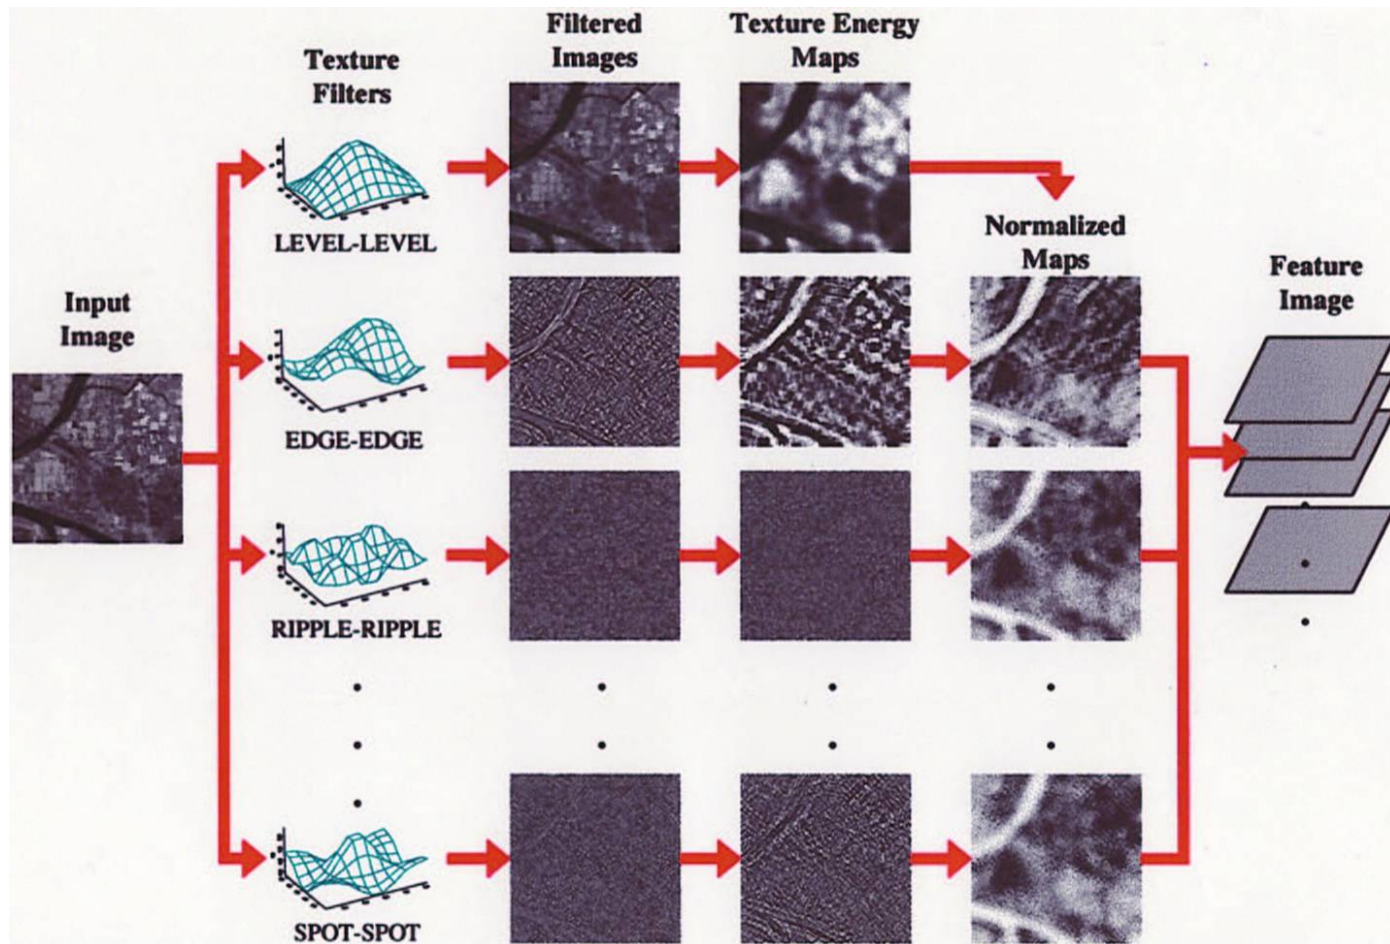 Input
Image
Texture
Filters
LEVEL-LEVEL
EDGE-EDGE
RIPPLE-RIPPLE
SPOT-SPOT
Filtered
Images
Texture Energy
Maps
Normalized
Maps
Feature
Image